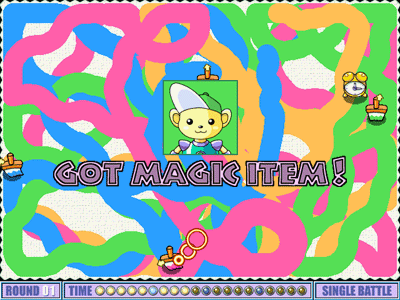 GOT MAGIC ITEM!
ROUND 01 TIME SINGLE BATTLE